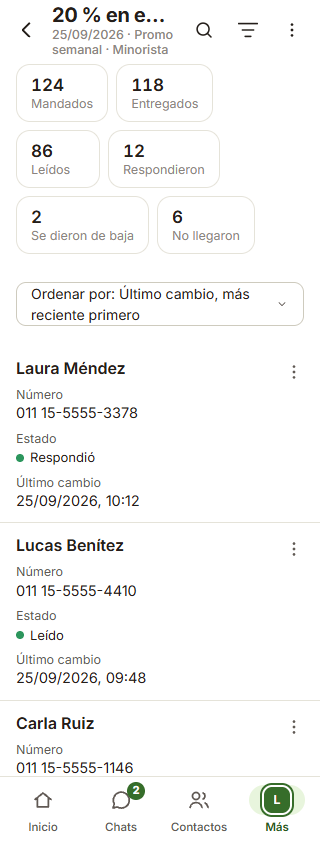 20 % en e...
25/09/2026 · Promo
semanal · Minorista
124
Mandados
118
Entregados
86
Leídos
12
Respondieron
2
Se dieron de baja
6
No llegaron
Ordenar por: Último cambio, más
reciente primero
Laura Méndez
Número
011 15-5555-3378
Estado
Respondió
Último cambio
25/09/2026, 10:12
Lucas Benítez
Número
011 15-5555-4410
Estado
Leído
Último cambio
25/09/2026, 09:48
Carla Ruiz
Número
011 15-5555-1146
2
L
Inicio
Chats
Contactos
Más